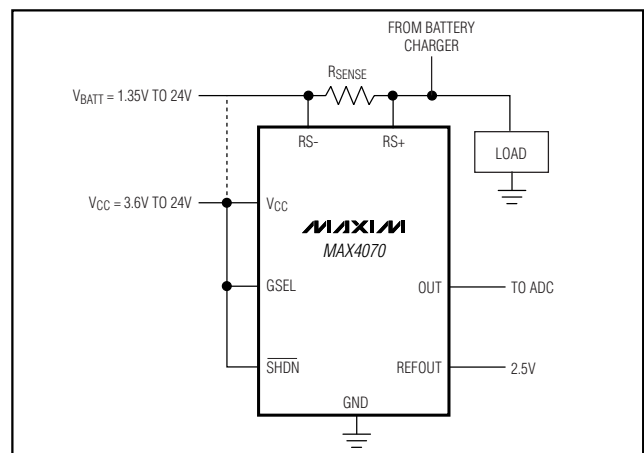 FROM BATTERY
CHARGER
RSENSE
VBATT = 1.35V TO 24V
RS-
RS+
LOAD
VCC = 3.6V TO 24V
VCC
MAXIM
MAX4070
GSEL
OUT
TO ADC
SHDN
REFOUT
2.5V
GND